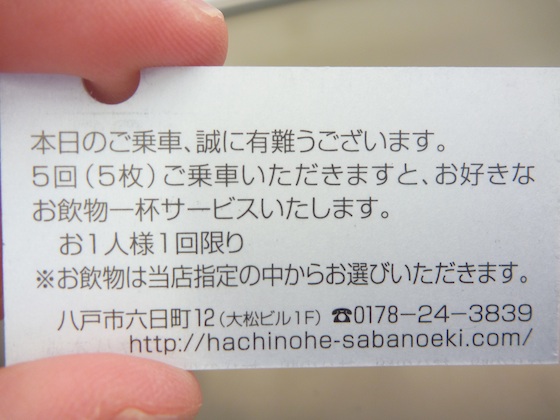 本日のご乗車、誠に有難うございます。
5回(5枚)ご乗車いただきますと、お好きな
お飲物一杯サービスいたします。
お1人様1回限り
※お飲物は当店指定の中からお選びいただきます。
八戸市六日町12(大松ビル1F) ☎0178-24-3839
http://hachinohe-sabanoeki.com/